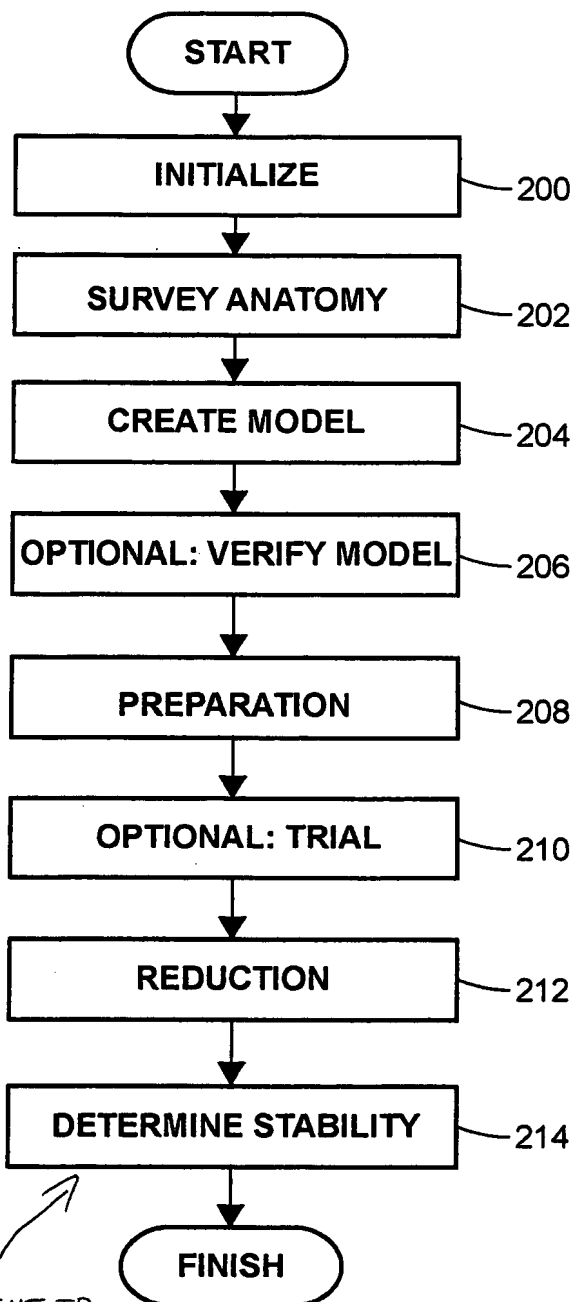 START
INITIALIZE
200
SURVEY ANATOMY
202
CREATE MODEL
204
OPTIONAL: VERIFY MODEL
206
PREPARATION
208
OPTIONAL: TRIAL
210
REDUCTION
212
DETERMINE STABILITY
214
FINISH